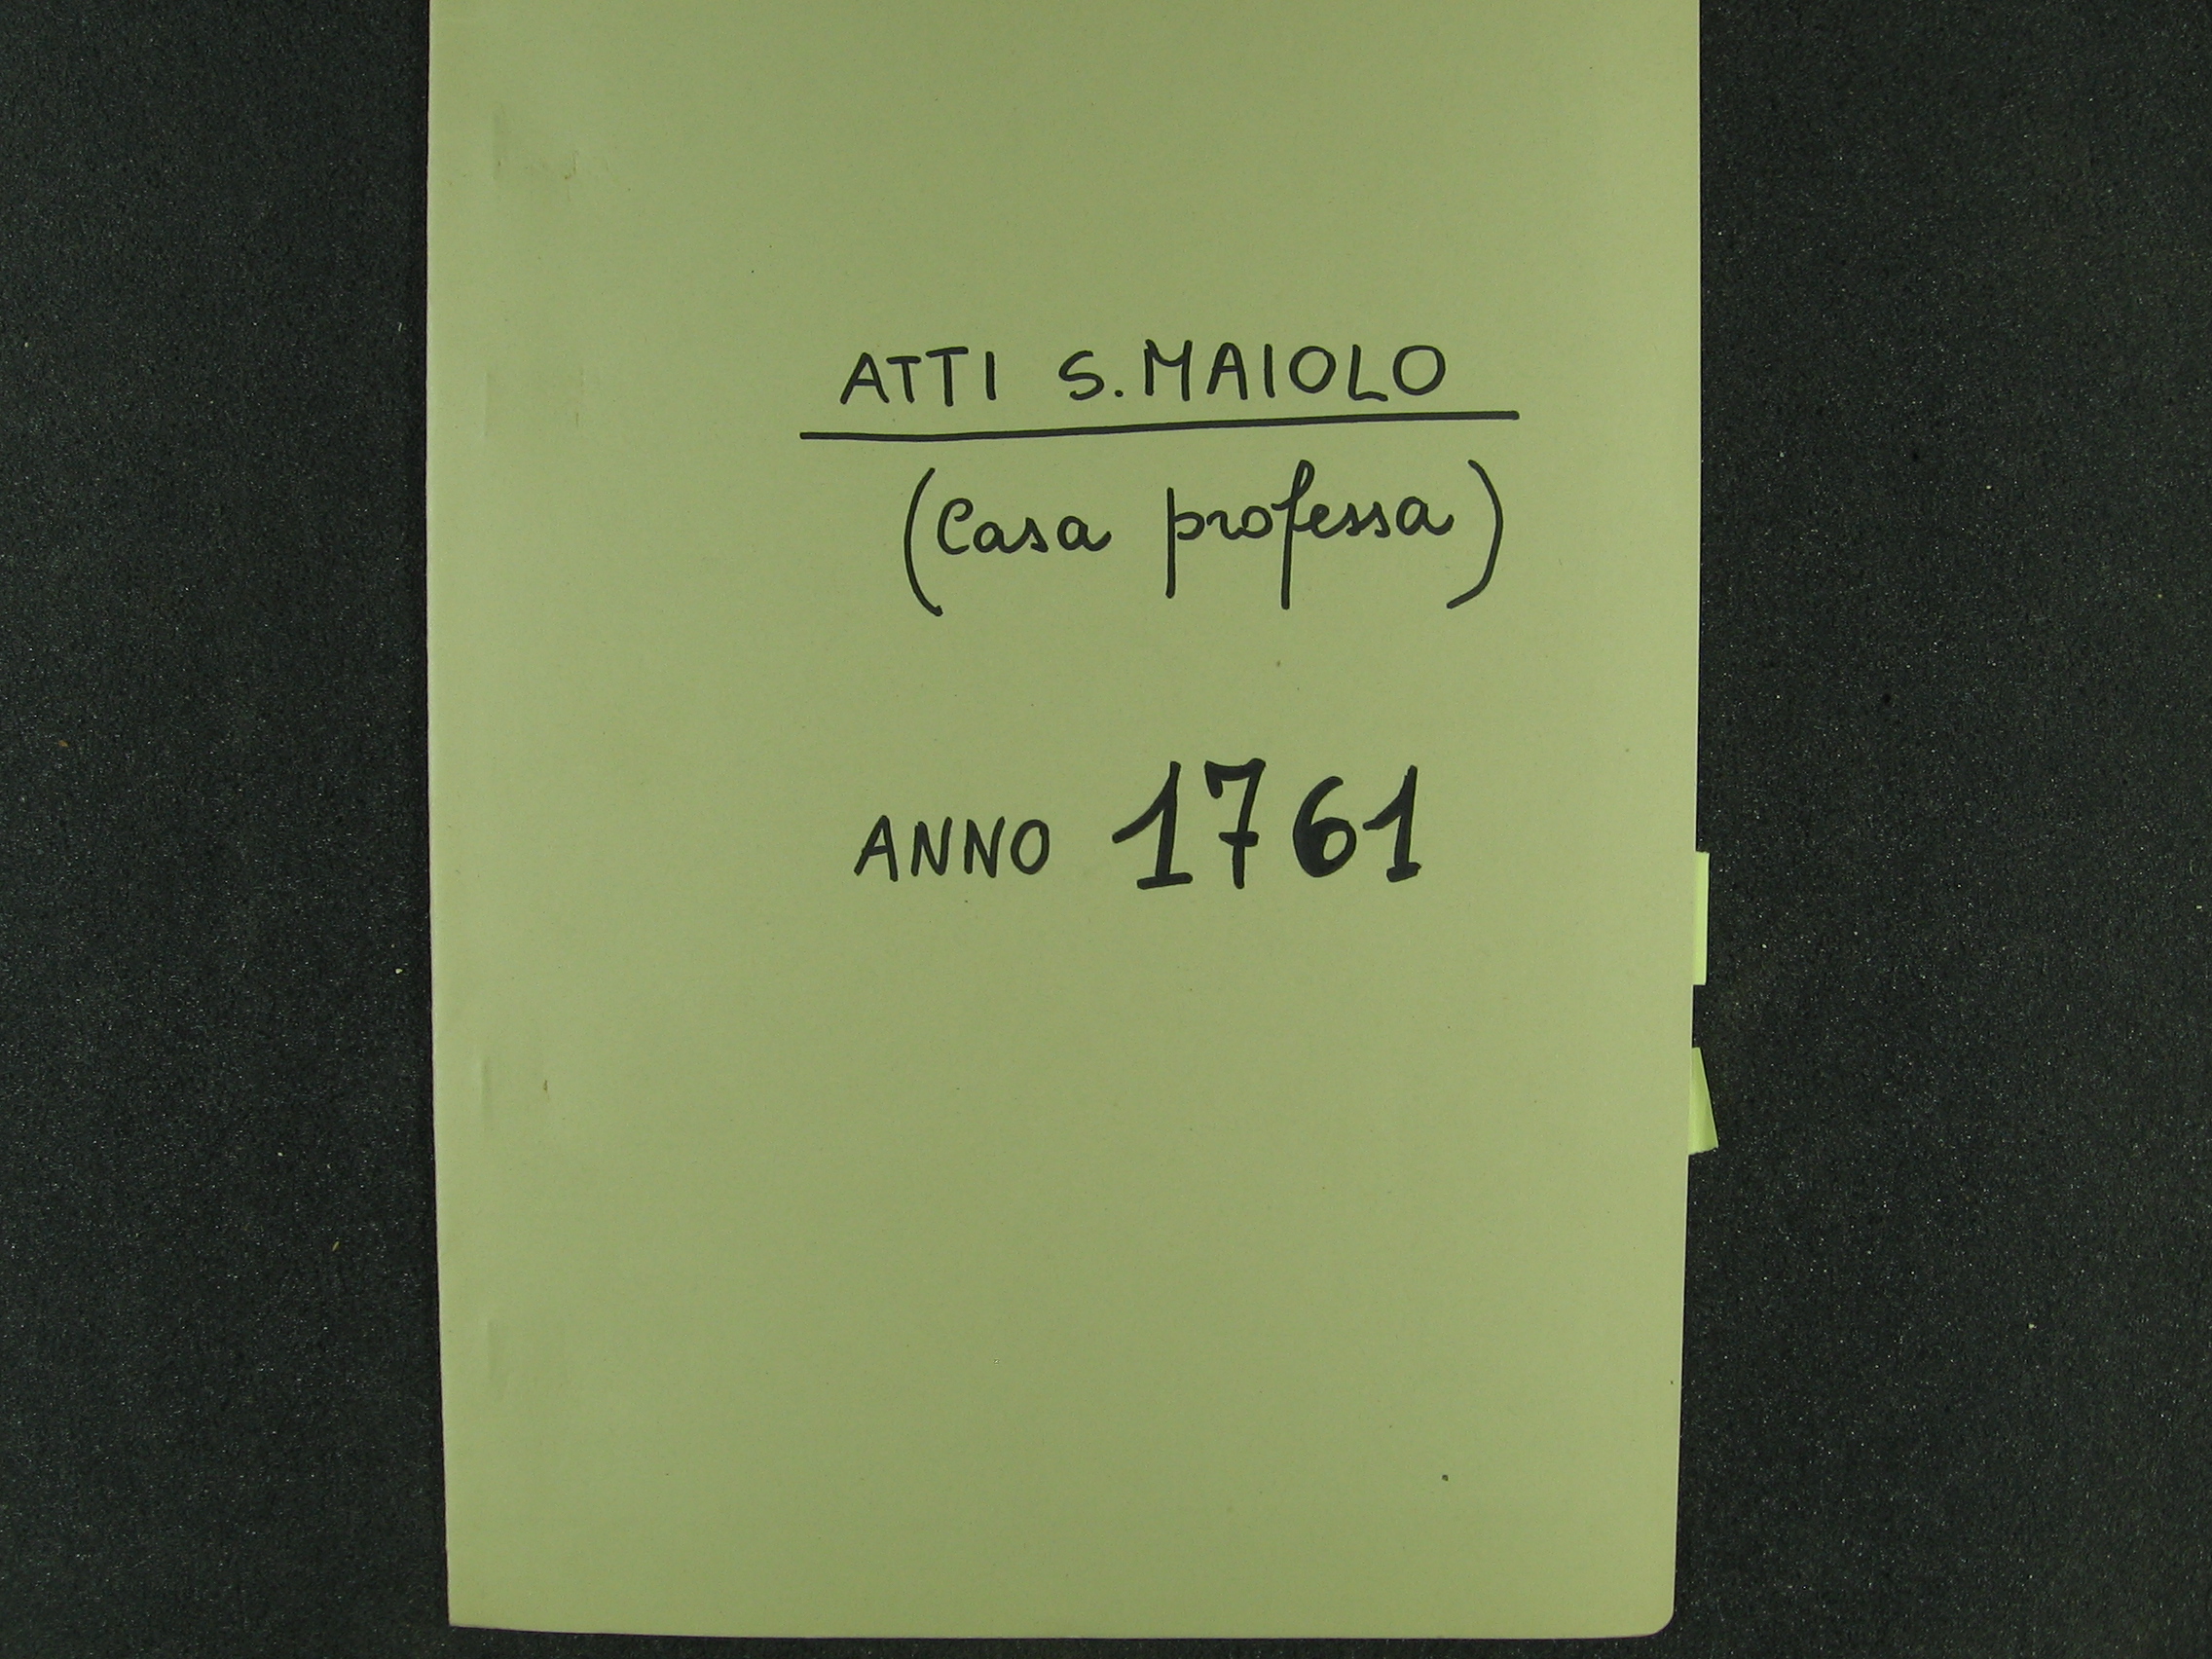 ATTI S. MAIOLO
(Casa professa)
ANNO 1761